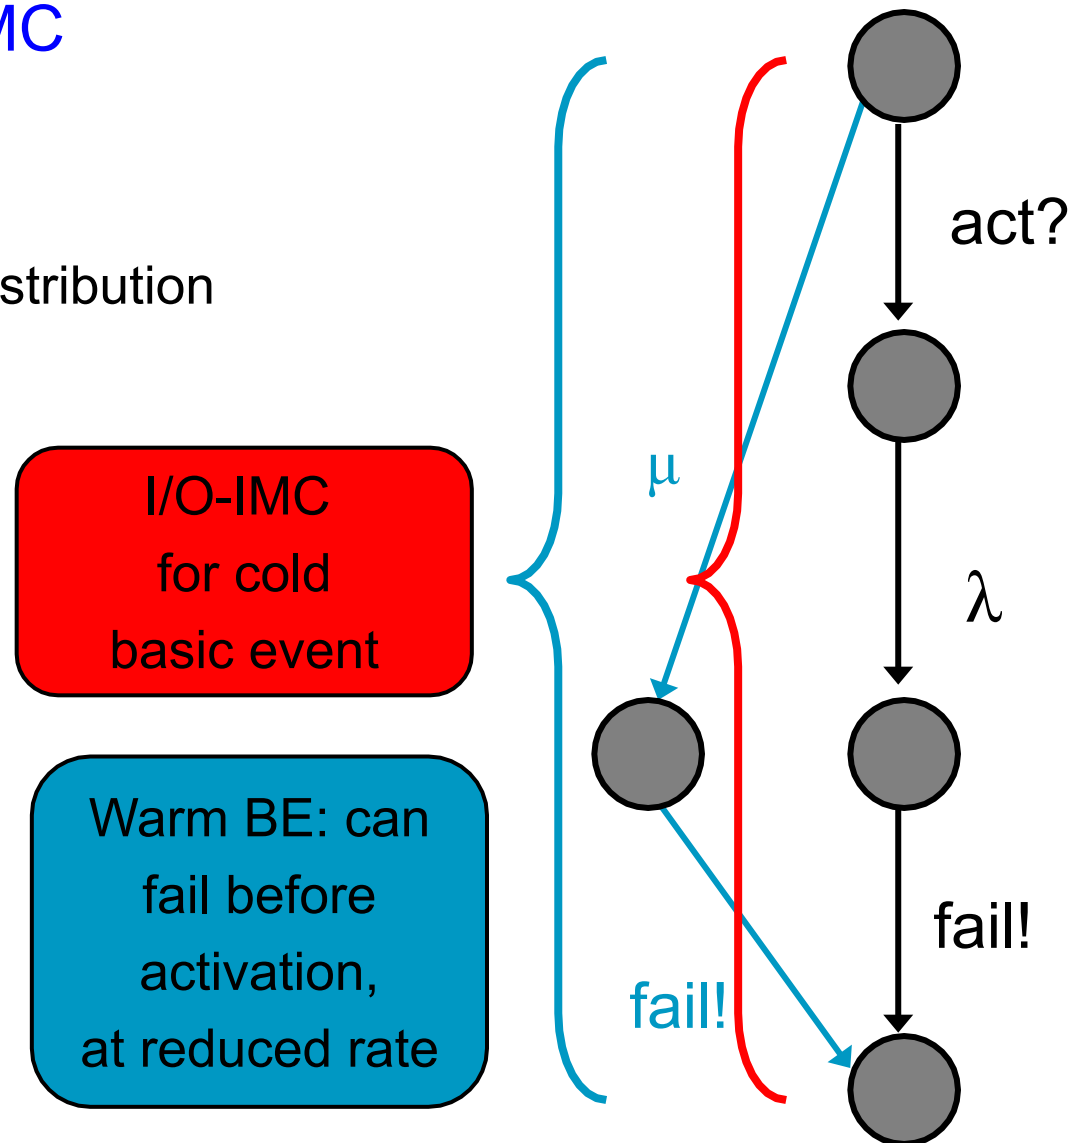 MC
act?
stribution
μ
I/O-IMC
for cold
basic event
λ
Warm BE: can
fail before
activation,
at reduced rate
fail!
fail!